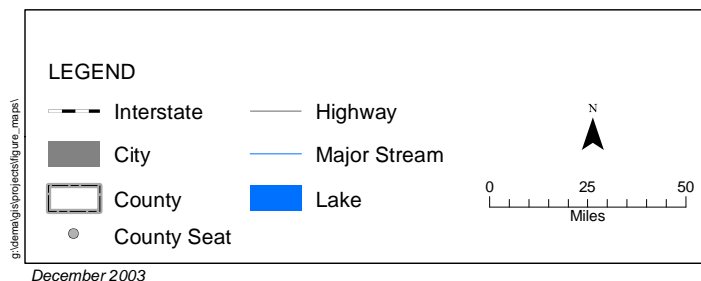 LEGEND
Interstate
Highway
City
Major Stream
County
Lake
County Seat
N
0 25 50
Miles
g:\dema\gis\projects\figure_maps\
December 2003